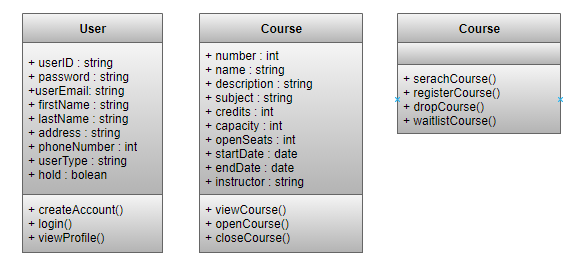 User
+ userID : string
+ password : string
+userEmail: string
+ firstName : string
+ lastName : string
+ address : string
+ phoneNumber : int
+ userType : string
+ hold : bolean
+ createAccount()
+ login()
+ viewProfile()
Course
+ number : int
+ name : string
+ description : string
+ subject : string
+ credits : int
+ capacity : int
+ openSeats : int
+ startDate : date
+ endDate : date
+ instructor : string
+ viewCourse()
+ openCourse()
+ closeCourse()
Course
+ serachCourse()
+ registerCourse()
+ dropCourse()
+ waitlistCourse()